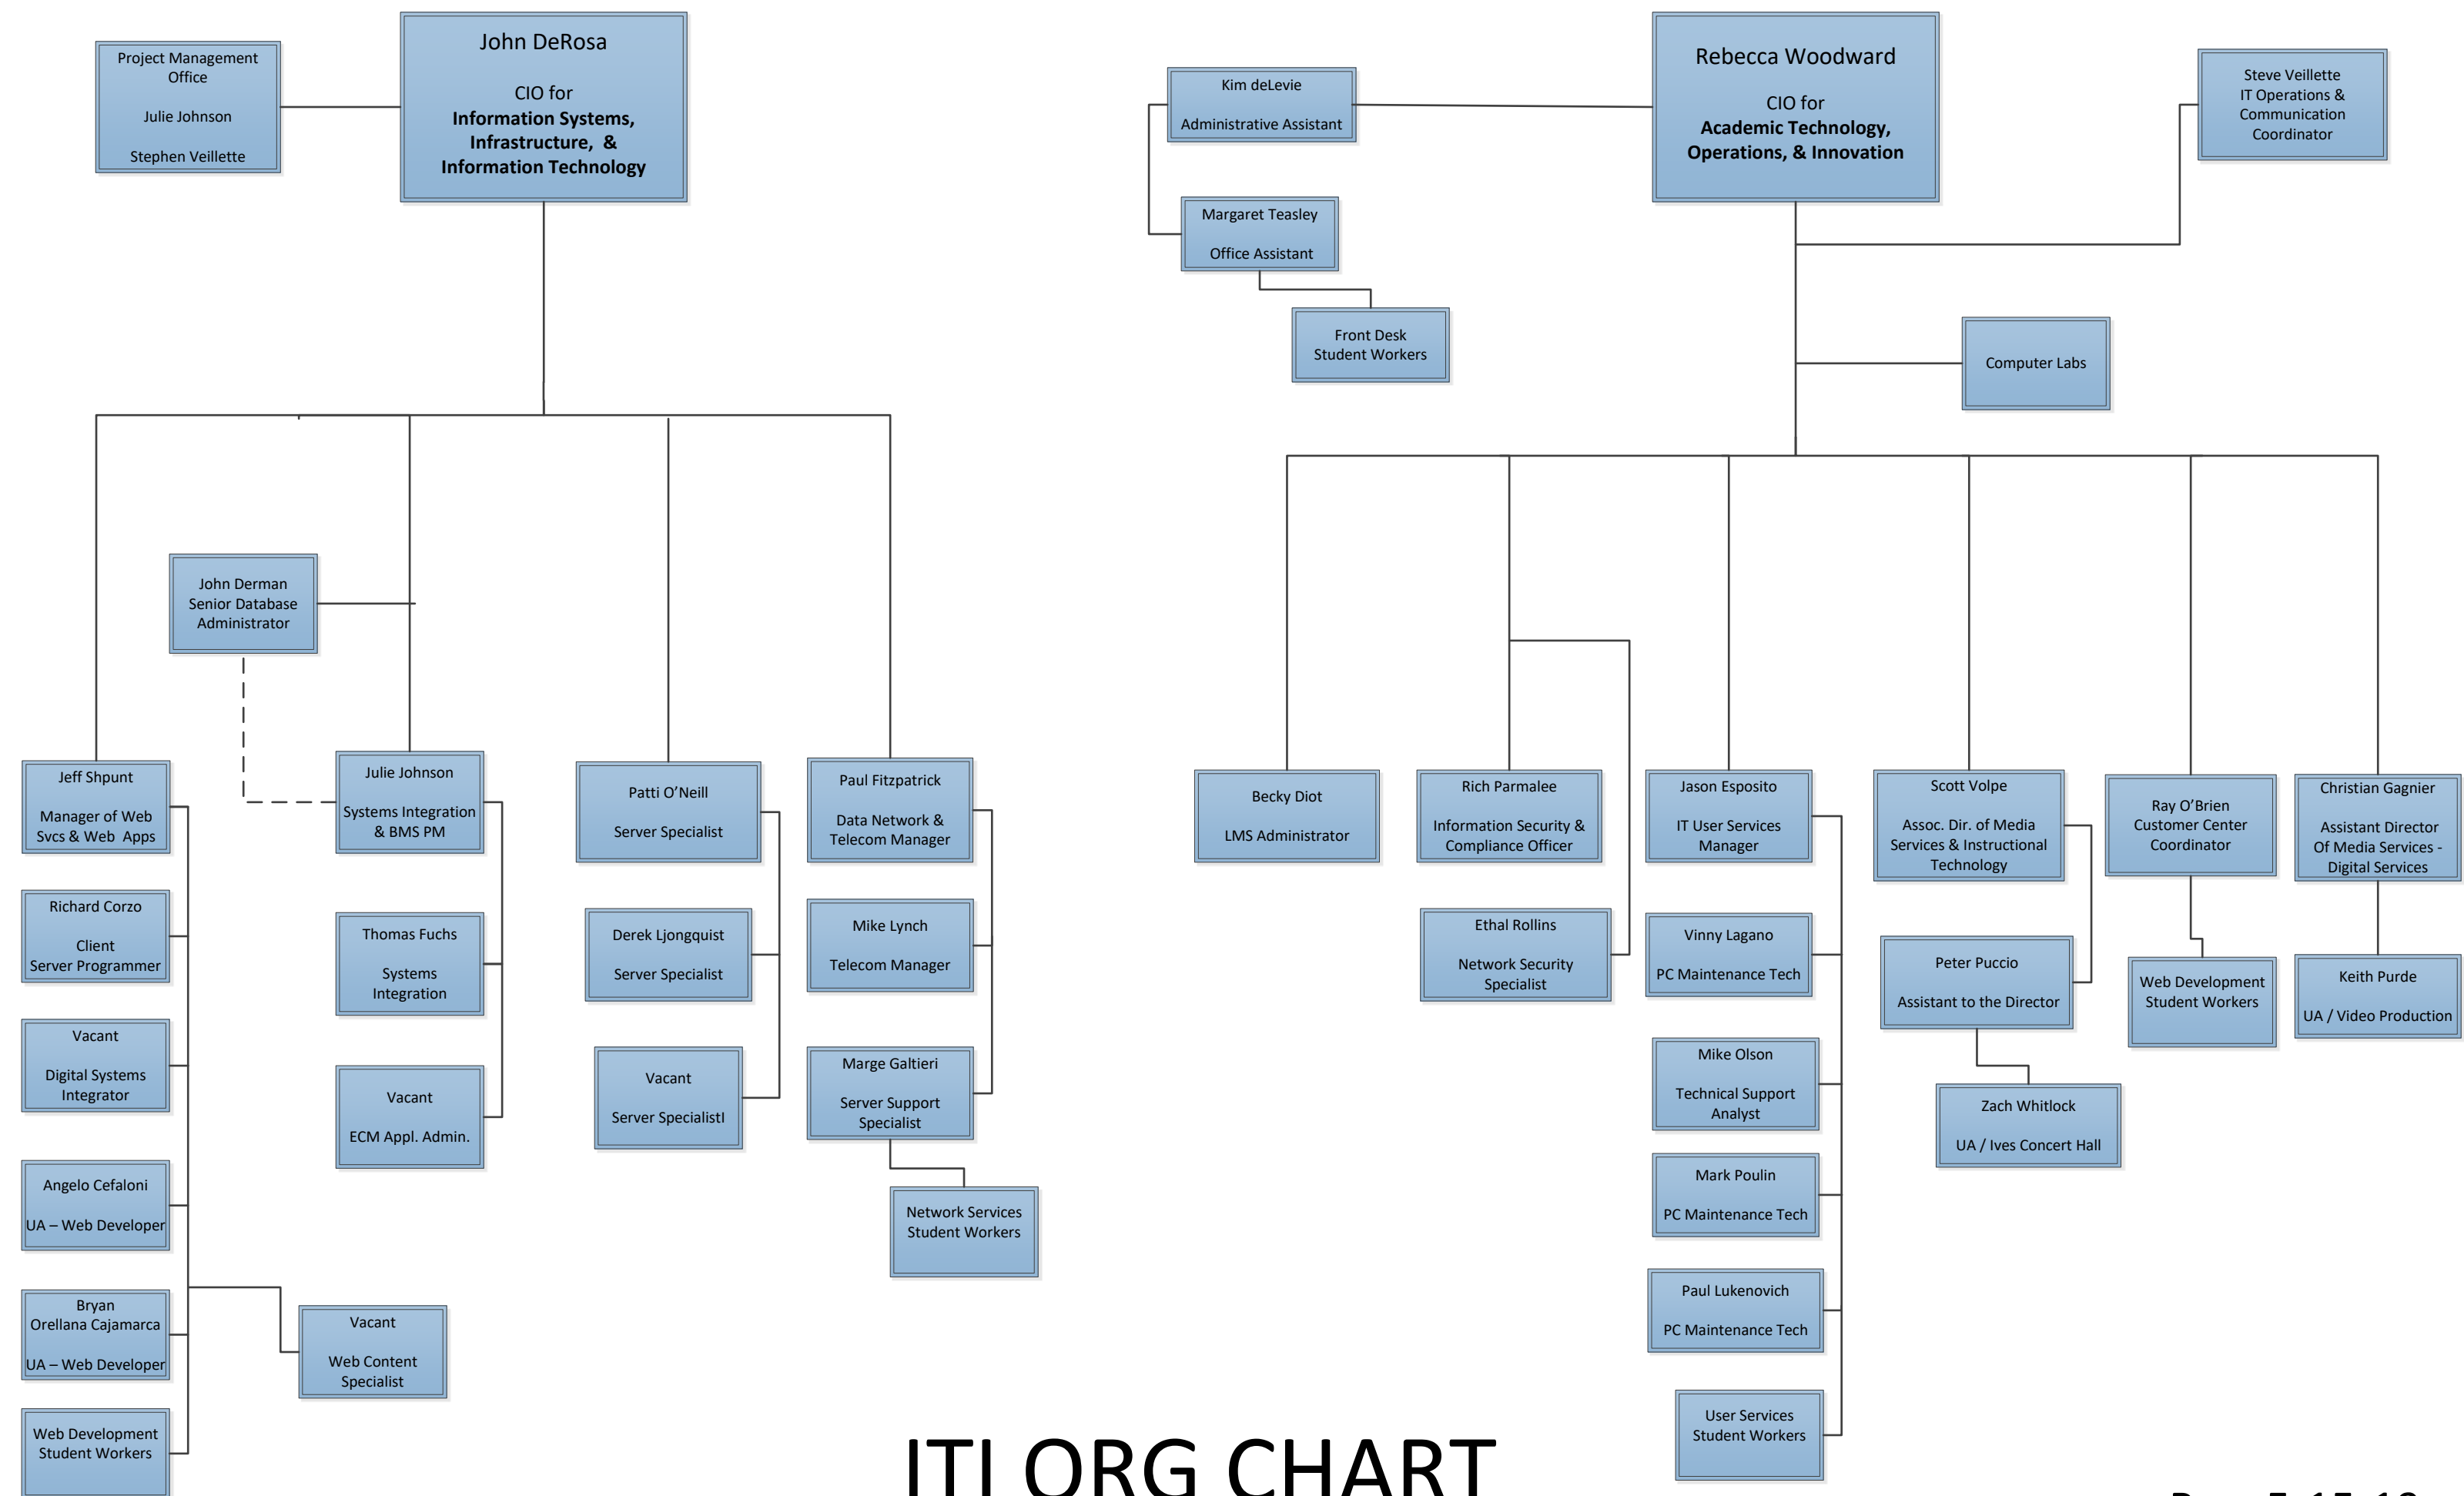 Project Management
Office
Julie Johnson
Stephen Veillette
John DeRosa
CIO for
Information Systems,
Infrastructure, &
Information Technology
Kim deLevie
Administrative Assistant
Rebecca Woodward
CIO for
Academic Technology,
Operations, & Innovation
Steve Veillette
IT Operations &
Communication
Coordinator
Margaret Teasley
Office Assistant
Front Desk
Student Workers
Computer Labs
John Derman
Senior Database
Administrator
Jeff Shpunt
Manager of Web
Svcs & Web Apps
Richard Corzo
Client
Server Programmer
Vacant
Digital Systems
Integrator
Angelo Cefaloni
UA – Web Developer
Bryan
Orellana Cajamarca
UA – Web Developer
Web Development
Student Workers
Vacant
Web Content
Specialist
Julie Johnson
Systems Integration
& BMS PM
Thomas Fuchs
Systems
Integration
Vacant
ECM Appl. Admin.
Patti O’Neill
Server Specialist
Derek Ljongquist
Server Specialist
Vacant
Server SpecialistI
Paul Fitzpatrick
Data Network &
Telecom Manager
Mike Lynch
Telecom Manager
Marge Galtieri
Server Support
Specialist
Network Services
Student Workers
Becky Diot
LMS Administrator
Rich Parmalee
Information Security &
Compliance Officer
Ethal Rollins
Network Security
Specialist
Jason Esposito
IT User Services
Manager
Vinny Lagano
PC Maintenance Tech
Mike Olson
Technical Support
Analyst
Mark Poulin
PC Maintenance Tech
Paul Lukenovich
PC Maintenance Tech
User Services
Student Workers
Scott Volpe
Assoc. Dir. of Media
Services & Instructional
Technology
Peter Puccio
Assistant to the Director
Zach Whitlock
UA / Ives Concert Hall
Ray O’Brien
Customer Center
Coordinator
Web Development
Student Workers
Christian Gagnier
Assistant Director
Of Media Services -
Digital Services
Keith Purde
UA / Video Production
ITI ORG CHART